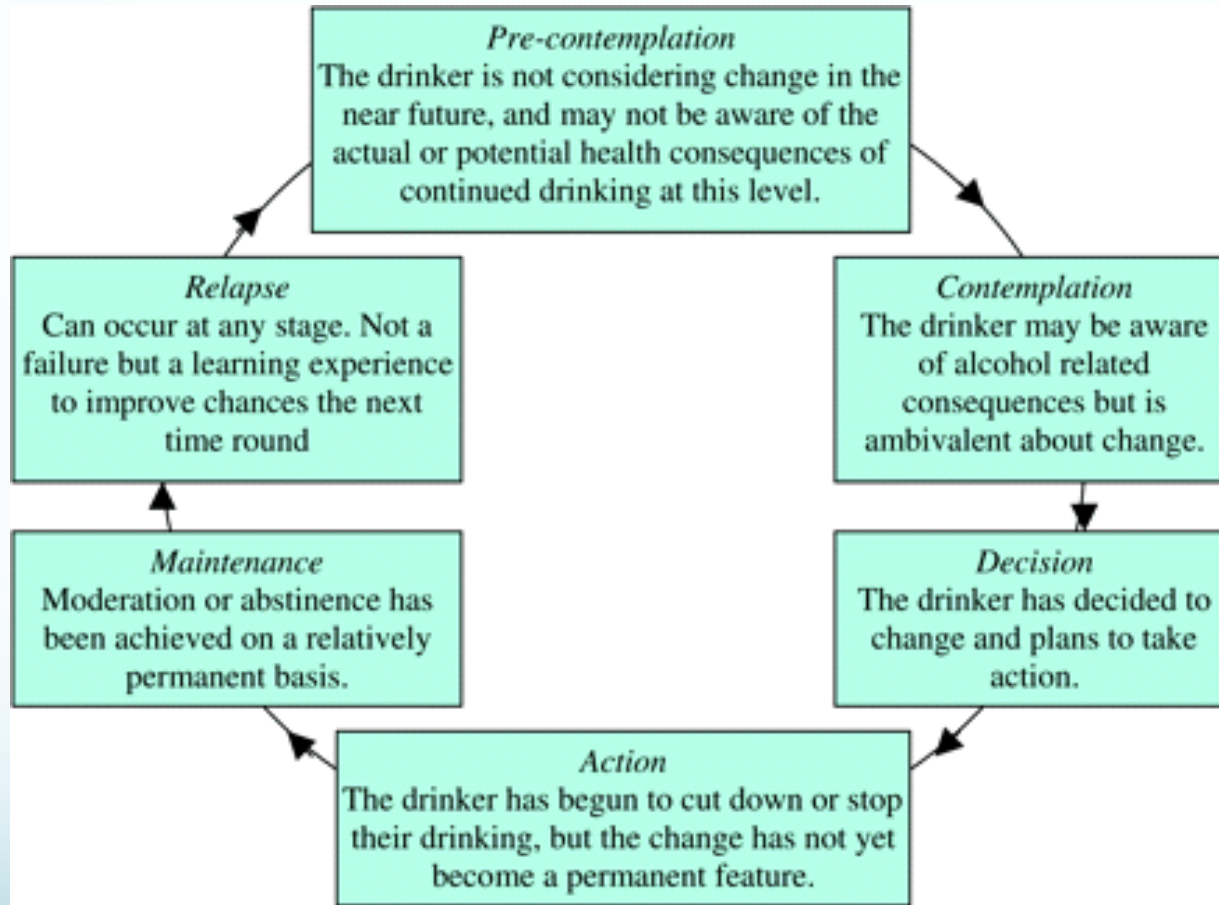 Pre-contemplation
The drinker is not considering change in the
near future, and may not be aware of the
actual or potential health consequences of
continued drinking at this level.
Contemplation
The drinker may be aware
of alcohol related
consequences but is
ambivalent about change.
Decision
The drinker has decided to
change and plans to take
action.
Action
The drinker has begun to cut down or stop
their drinking, but the change has not yet
become a permanent feature.
Maintenance
Moderation or abstinence has
been achieved on a relatively
permanent basis.
Relapse
Can occur at any stage. Not a
failure but a learning experience
to improve chances the next
time round